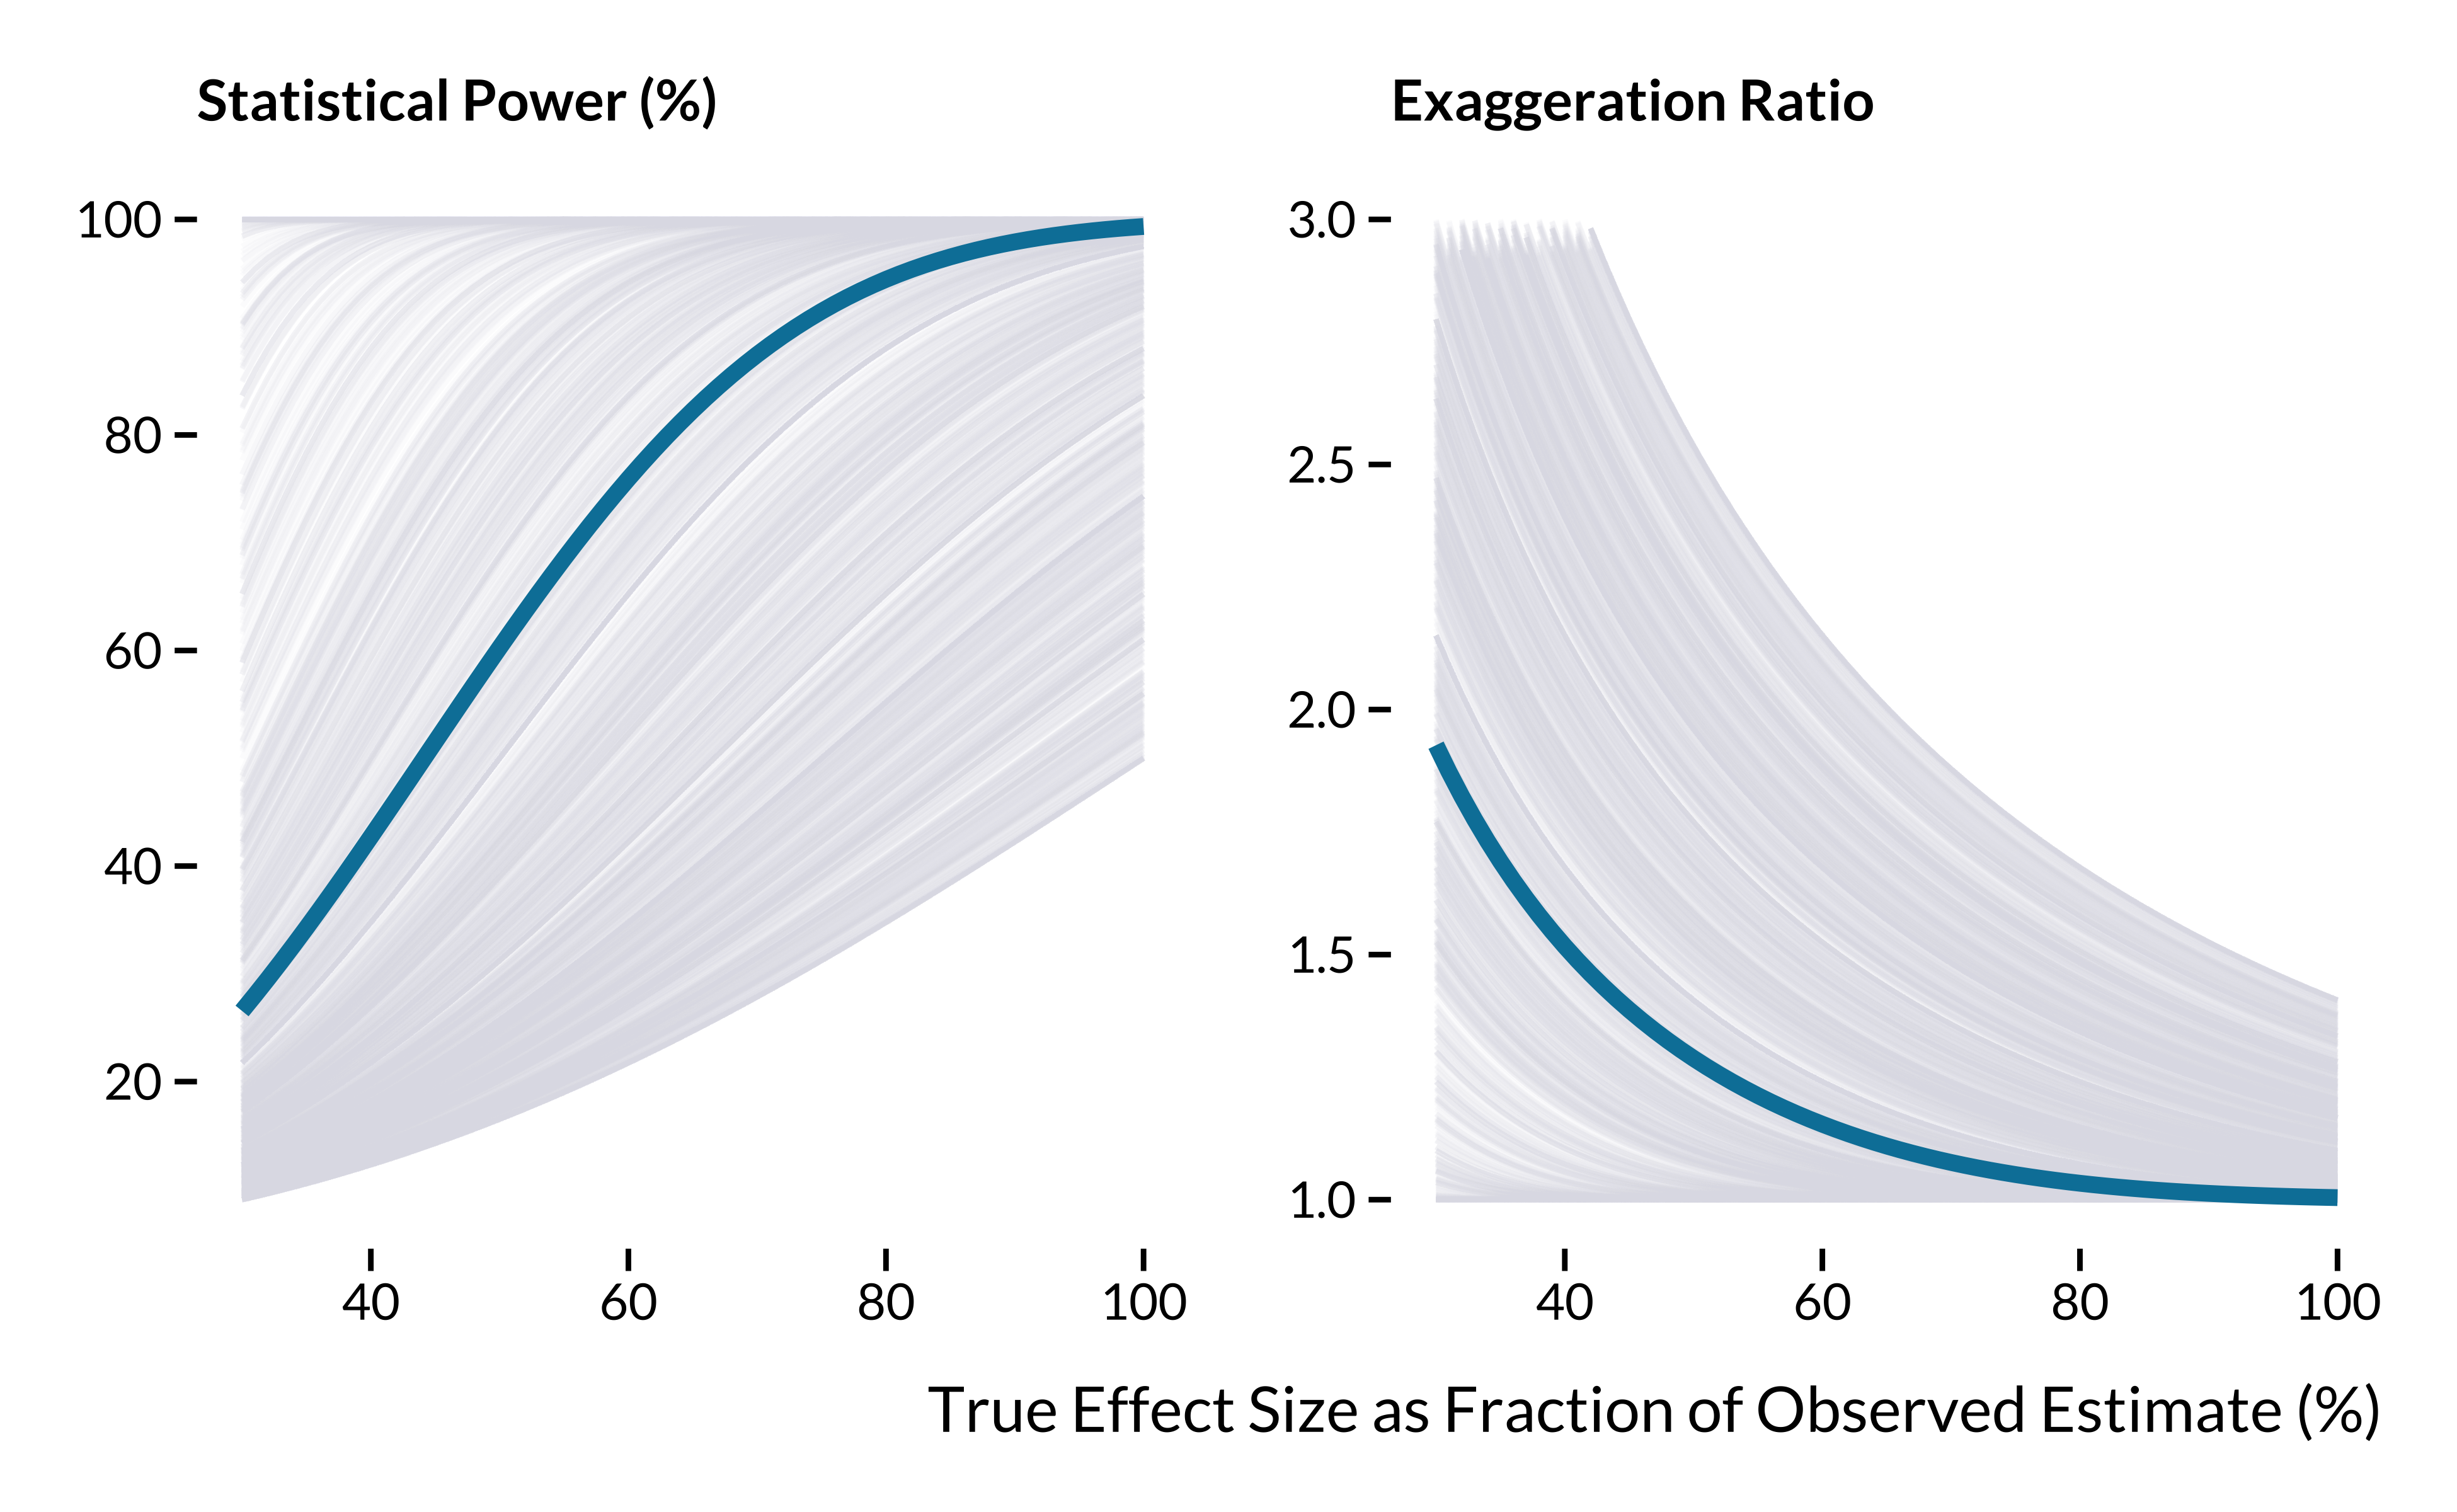 Statistical Power (%)
100
80
60
40
20
40 60 80 100
Exaggeration Ratio
3.0
2.5
2.0
1.5
1.0
40 60 80 100
True Effect Size as Fraction of Observed Estimate (%)